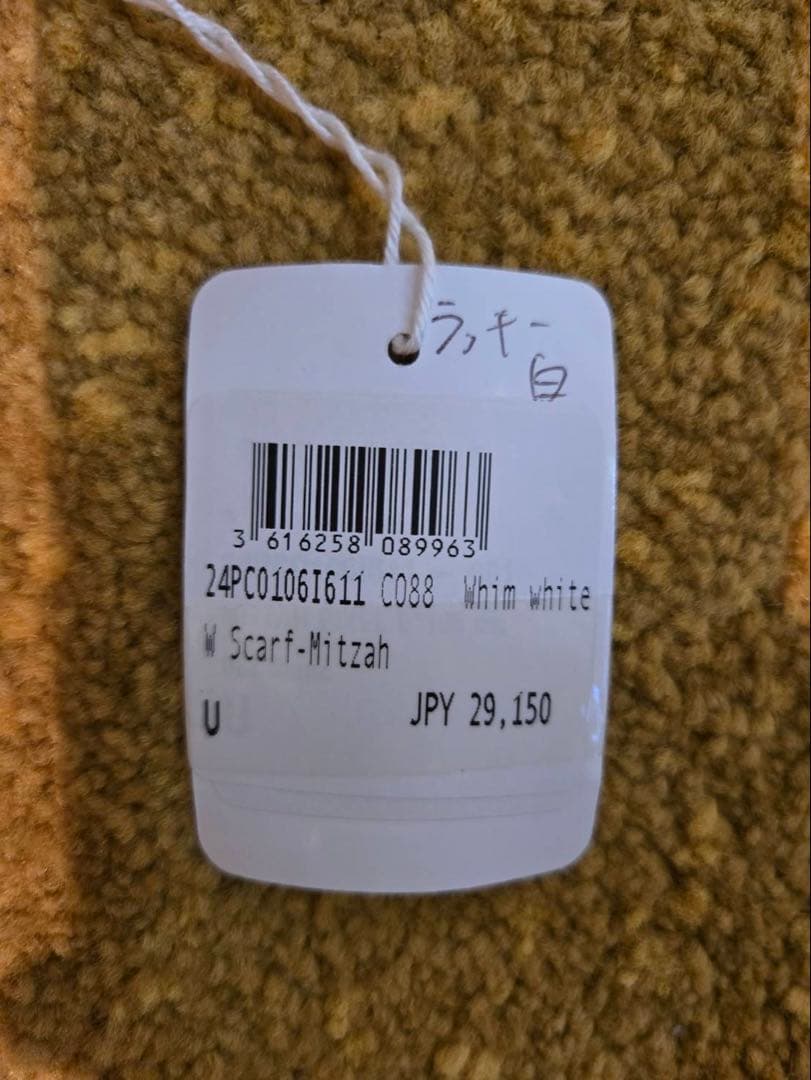 ラッキー
白
3 616258 089963
24PC0106I611 C088 Whim white
W Scarf-Mitzah
U JPY 29,150